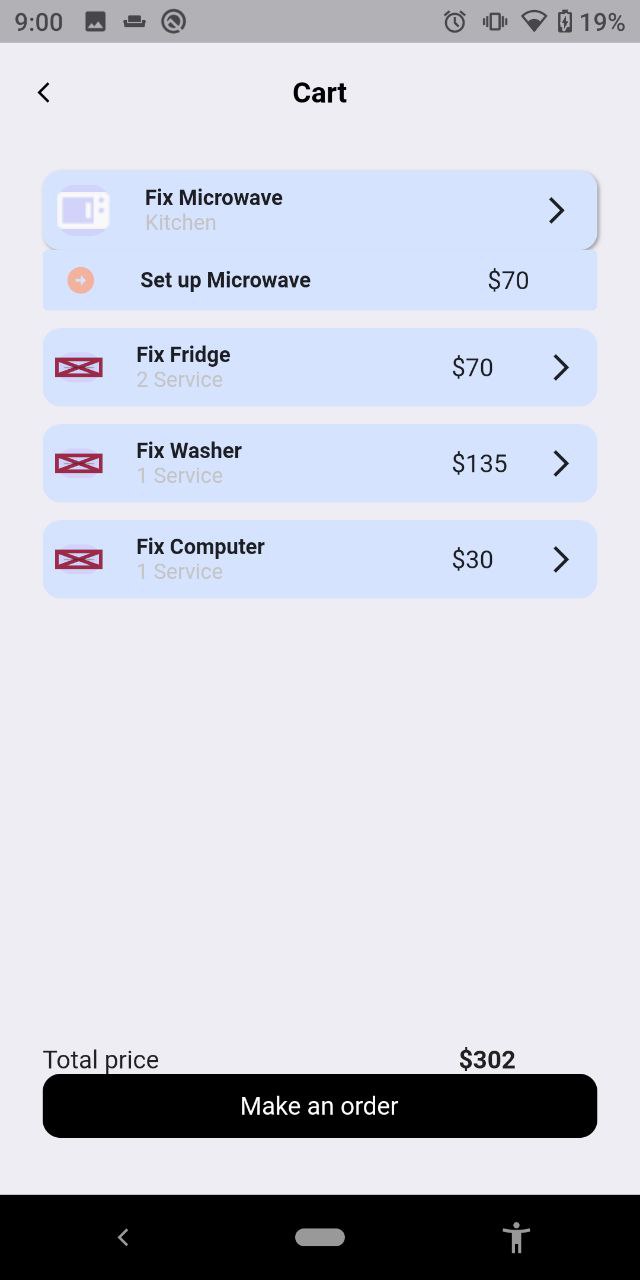 9:00 19%
Cart
Fix Microwave
Kitchen
Set up Microwave $70
Fix Fridge
2 Service
$70
Fix Washer
1 Service
$135
Fix Computer
1 Service
$30
Total price $302
Make an order